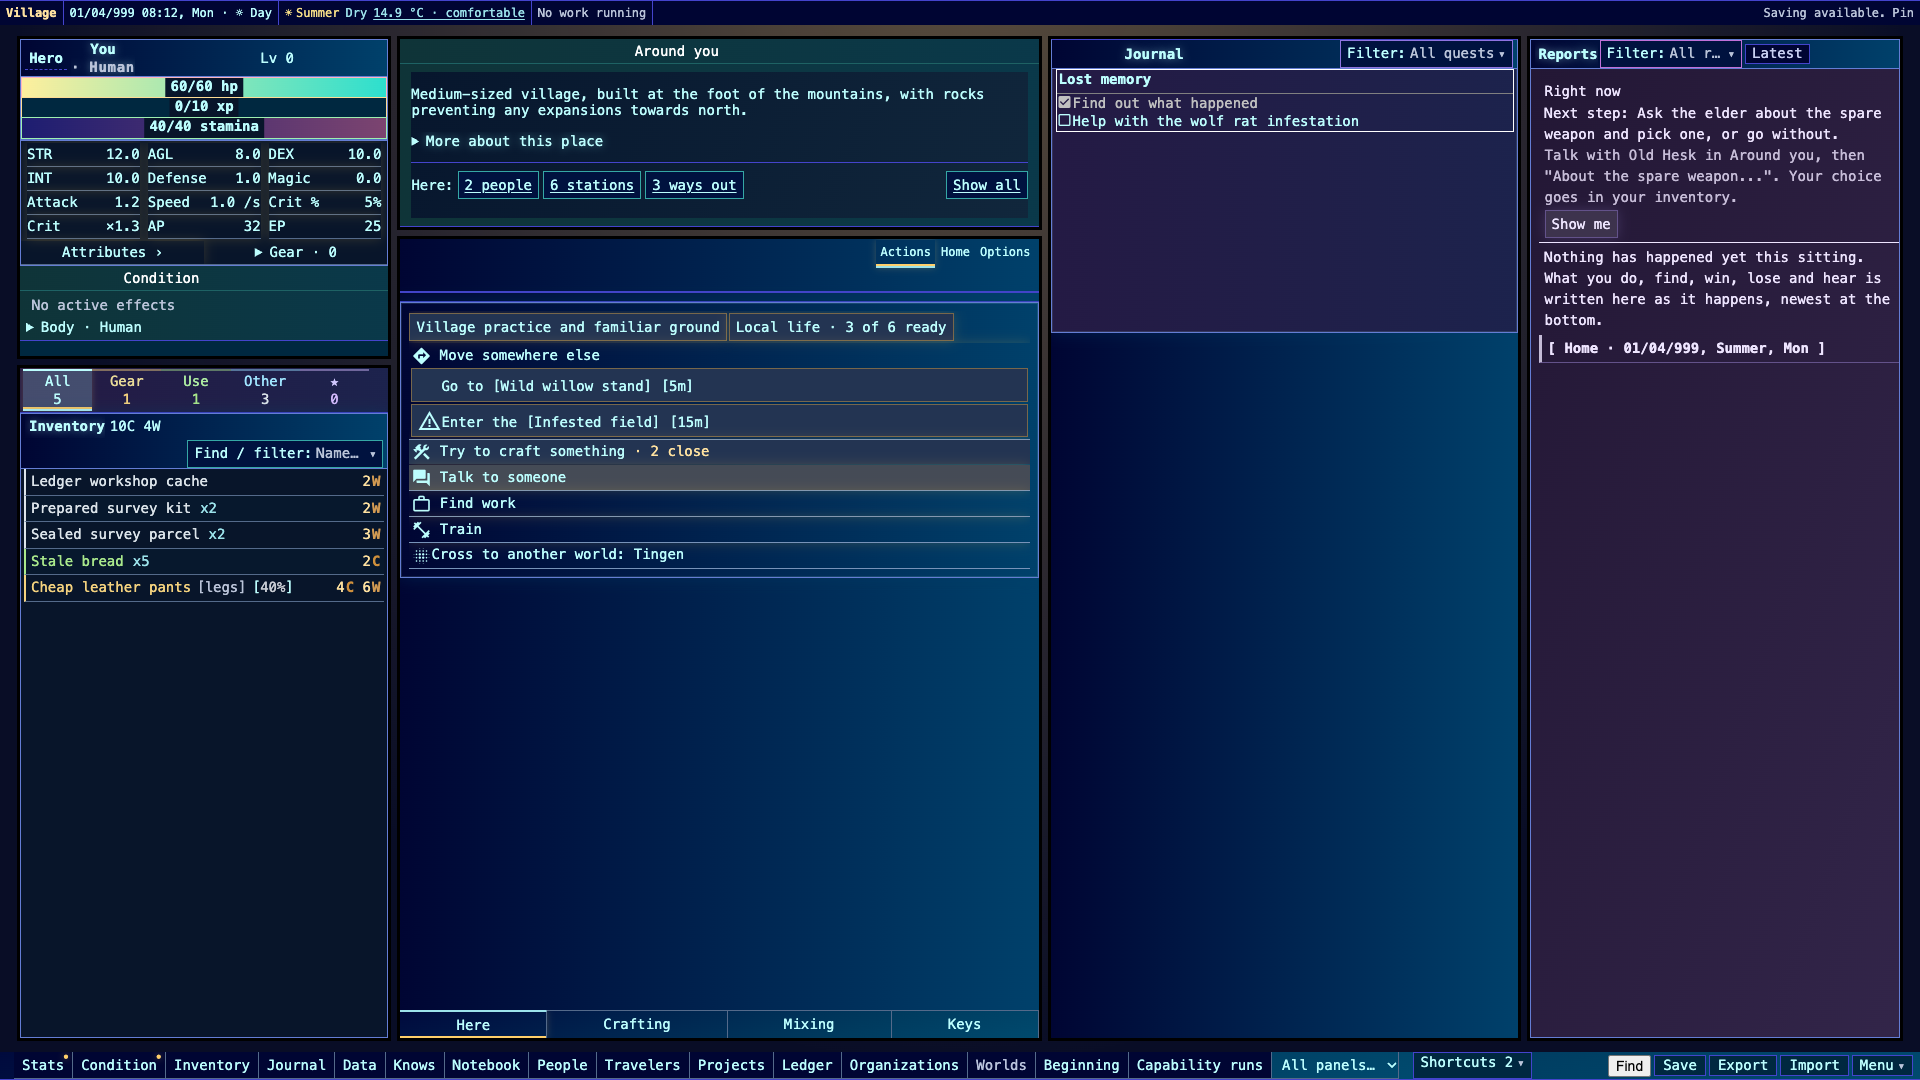 Village 01/04/999 08:12, Mon · ☀ Day ☀ Summer Dry 14.9 °C · comfortable No work running Saving available. Pin
Hero · You Human Lv 0
60/60 hp
0/10 xp
40/40 stamina
STR 12.0 AGL 8.0 DEX 10.0
INT 10.0 Defense 1.0 Magic 0.0
Attack 1.2 Speed 1.0 /s Crit % 5%
Crit ×1.3 AP 32 EP 25
Attributes › ▶ Gear · 0
Condition
No active effects
▶ Body · Human
All Gear Use Other ★
5 1 1 3 0
Inventory 10C 4W
Find / filter: Name… ▾
Ledger workshop cache 2W
Prepared survey kit x2 2W
Sealed survey parcel x2 3W
Stale bread x5 2C
Cheap leather pants [legs] [40%] 4C 6W
Around you
Medium-sized village, built at the foot of the mountains, with rocks
preventing any expansions towards north.
▶ More about this place
Here: 2 people 6 stations 3 ways out Show all
Actions Home Options
Village practice and familiar ground Local life · 3 of 6 ready
Move somewhere else
Go to [Wild willow stand] [5m]
Enter the [Infested field] [15m]
Try to craft something · 2 close
Talk to someone
Find work
Train
Cross to another world: Tingen
Here Crafting Mixing Keys
Journal Filter: All quests ▾
Lost memory
Find out what happened
Help with the wolf rat infestation
Reports Filter: All r… ▾ Latest
Right now
Next step: Ask the elder about the spare
weapon and pick one, or go without.
Talk with Old Hesk in Around you, then
"About the spare weapon...". Your choice
goes in your inventory.
Show me
Nothing has happened yet this sitting.
What you do, find, win, lose and hear is
written here as it happens, newest at the
bottom.
[ Home · 01/04/999, Summer, Mon ]
Stats Condition Inventory Journal Data Knows Notebook People Travelers Projects Ledger Organizations Worlds Beginning Capability runs All panels… Shortcuts 2 ▾ Find Save Export Import Menu ▾